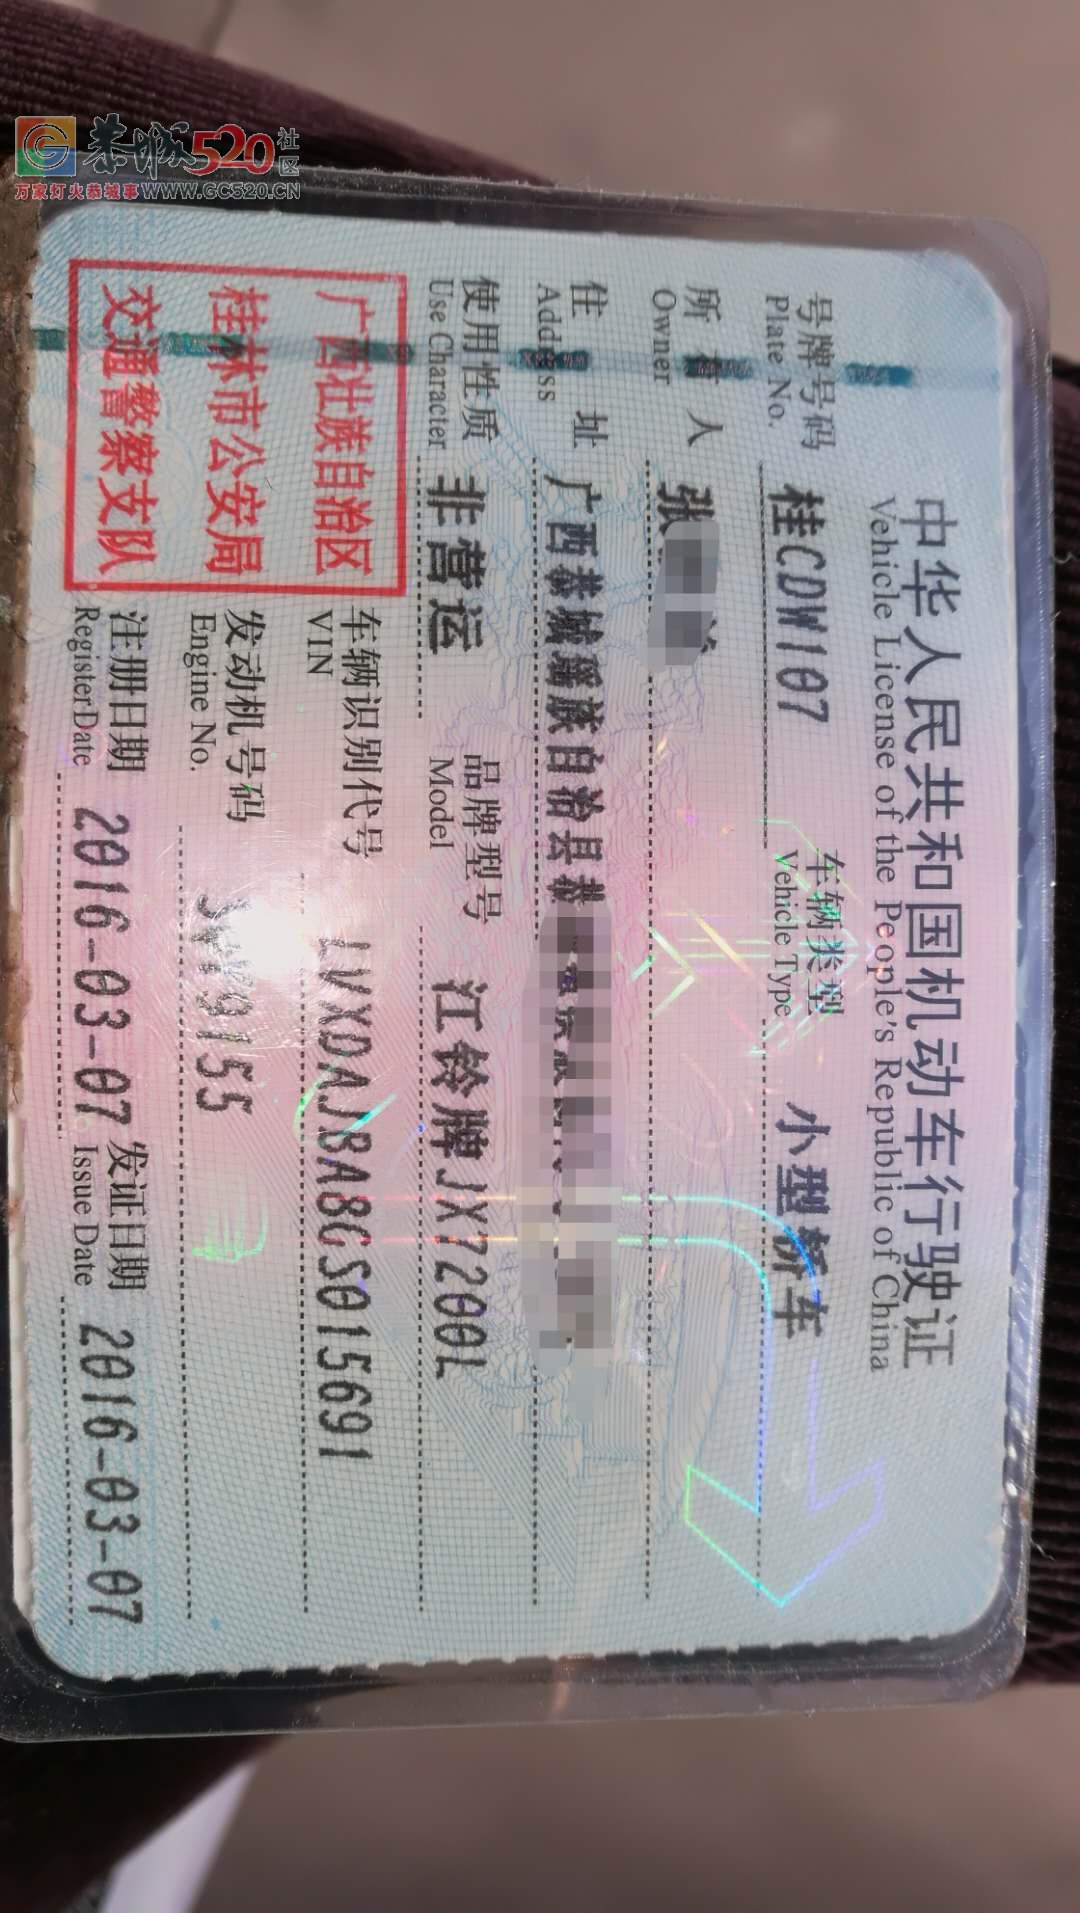 恭城520社区
万家灯火恭城事WWW.GC520.CN
中华人民共和国机动车行驶证
Vehicle License of the People's Republic of China
号牌号码 桂CDW107 车辆类型 小型轿车
Plate No. Vehicle Type
所有人 张
Owner
住址 广西恭城瑶族自治县
Address
使用性质 非营运 品牌型号 江铃牌JX7200L
Use Character Model
广西壮族自治区
桂林市公安局
交通警察支队
车辆识别代号 LVXDAJBA8GS015691
VIN
发动机号码
Engine No.
注册日期 2016-03-07 发证日期 2016-03-07
Register Date Issue Date